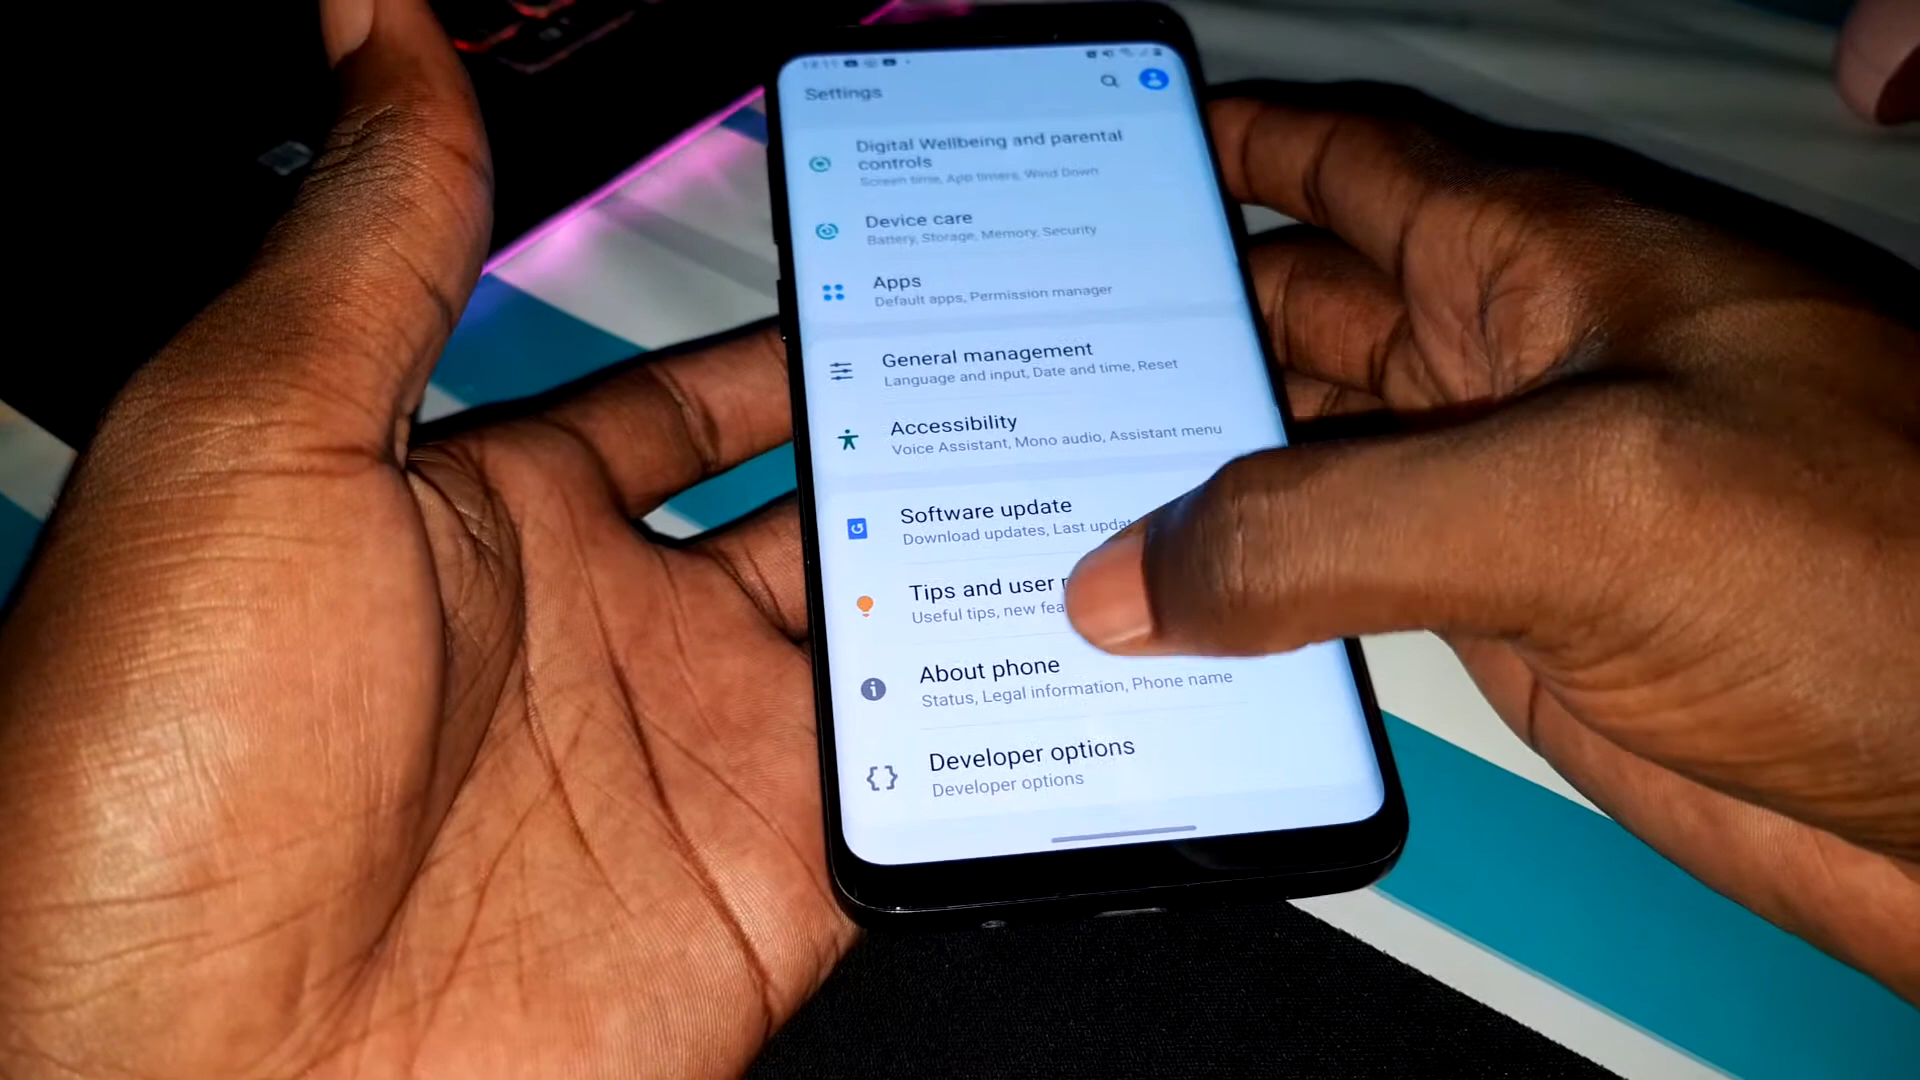 Settings
Digital Wellbeing and parental
controls
Screen time, App timers, Wind Down
Device care
Battery, Storage, Memory, Security
Apps
Default apps, Permission manager
General management
Language and input, Date and time, Reset
Accessibility
Voice Assistant, Mono audio, Assistant menu
Software update
Download updates, Last
Tips and user
Useful tips, new
About phone
Status, Legal information, Phone name
Developer options
Developer options